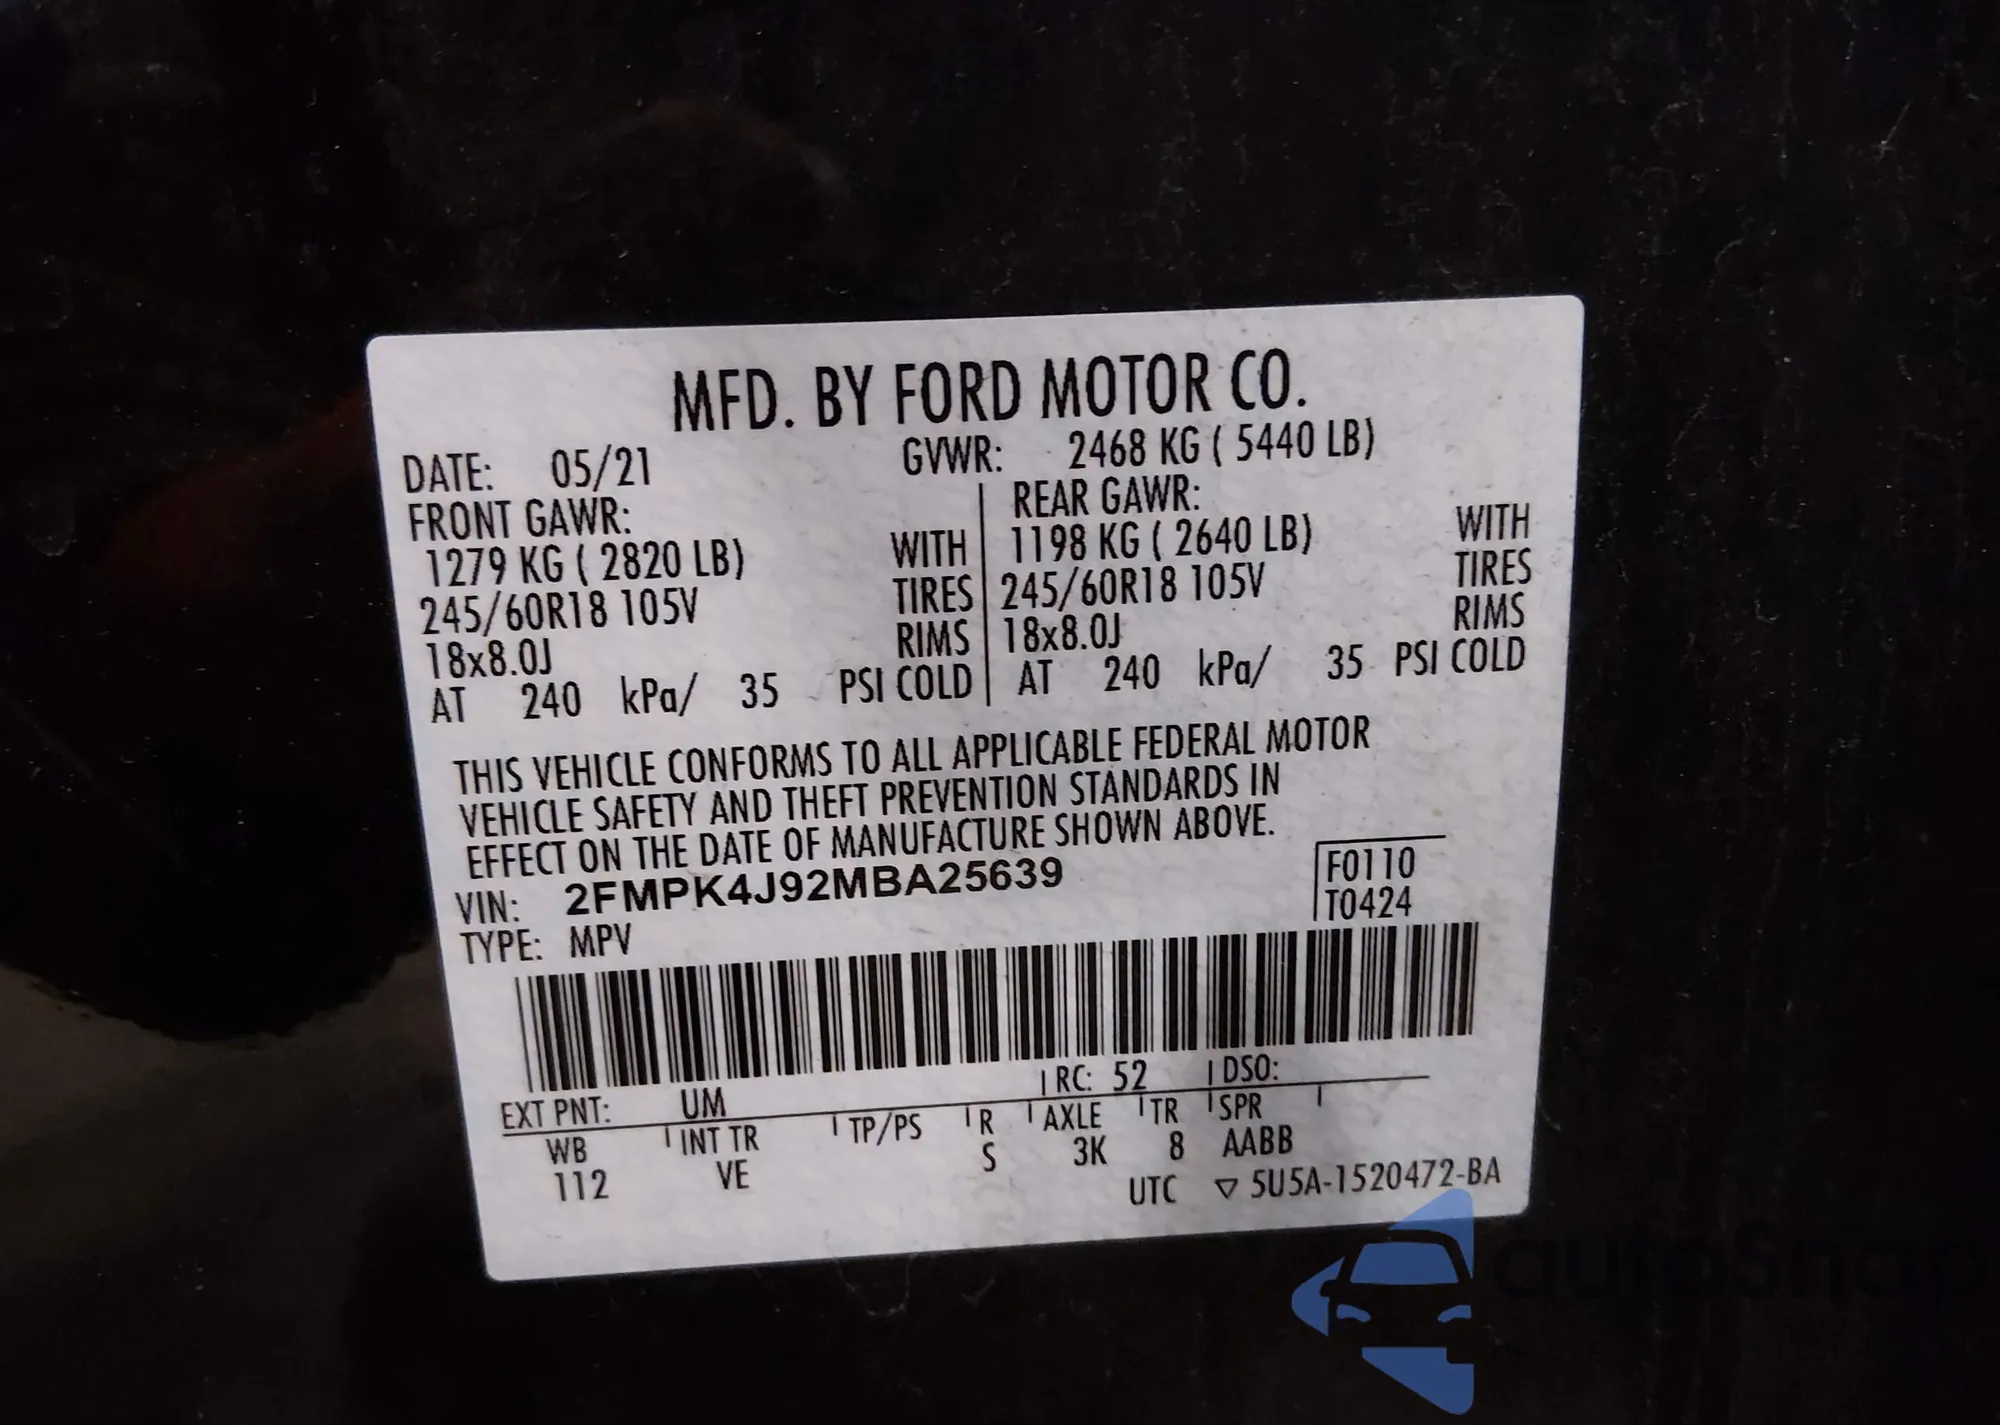 MFD. BY FORD MOTOR CO.
DATE: 05/21 GVWR: 2468 KG ( 5440 LB)
FRONT GAWR: REAR GAWR:
1279 KG ( 2820 LB) WITH 1198 KG ( 2640 LB) WITH
245/60R18 105V TIRES 245/60R18 105V TIRES
18x8.0J RIMS 18x8.0J RIMS
AT 240 kPa/ 35 PSI COLD AT 240 kPa/ 35 PSI COLD
THIS VEHICLE CONFORMS TO ALL APPLICABLE FEDERAL MOTOR
VEHICLE SAFETY AND THEFT PREVENTION STANDARDS IN
EFFECT ON THE DATE OF MANUFACTURE SHOWN ABOVE.
VIN: 2FMPK4J92MBA25639 F0110
TYPE: MPV T0424
EXT PNT: UM RC: 52 DSO:
WB INT TR TP/PS R AXLE TR SPR
112 VE S 3K 8 AABB
UTC ▽ 5U5A-1520472-BA
autoSnap